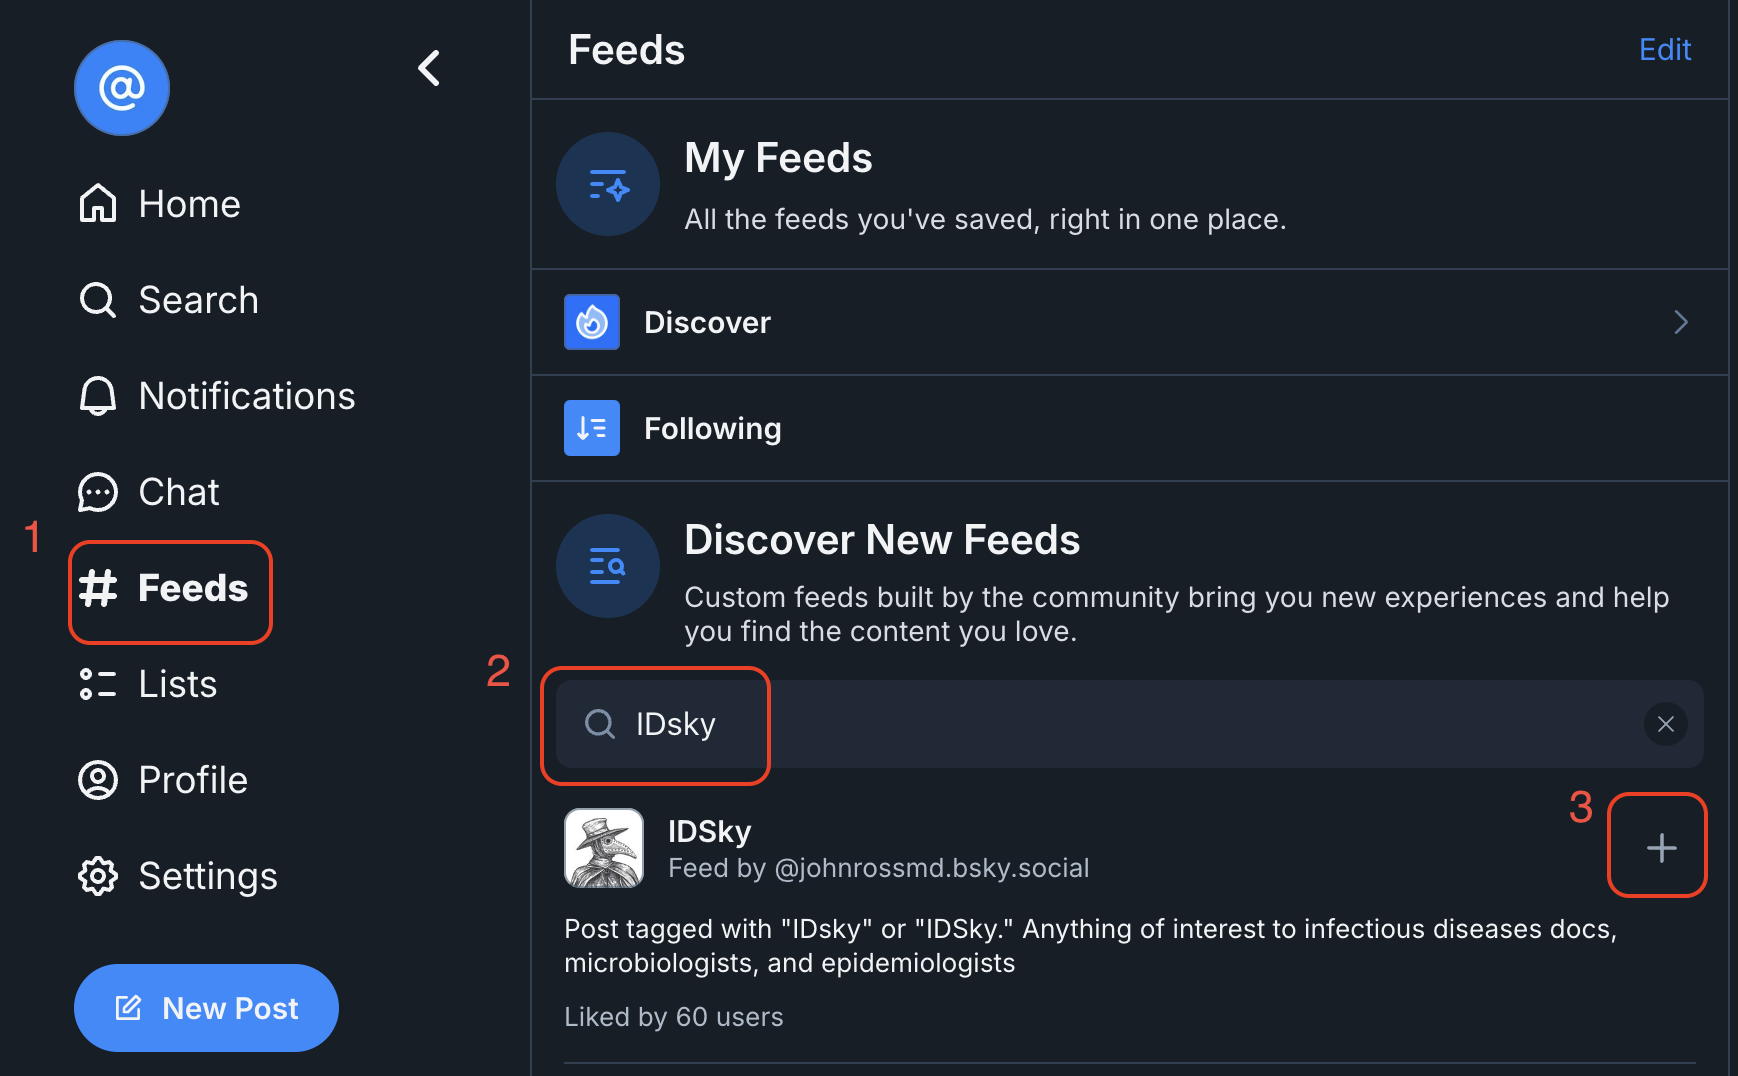 @
Home
Search
Notifications
Chat
1
# Feeds
Lists
Profile
Settings
New Post
Feeds
Edit
My Feeds
All the feeds you've saved, right in one place.
Discover
Following
Discover New Feeds
Custom feeds built by the community bring you new experiences and help
you find the content you love.
2
IDsky
IDSky
Feed by @johnrossmd.bsky.social
3
Post tagged with "IDsky" or "IDSky." Anything of interest to infectious diseases docs,
microbiologists, and epidemiologists
Liked by 60 users